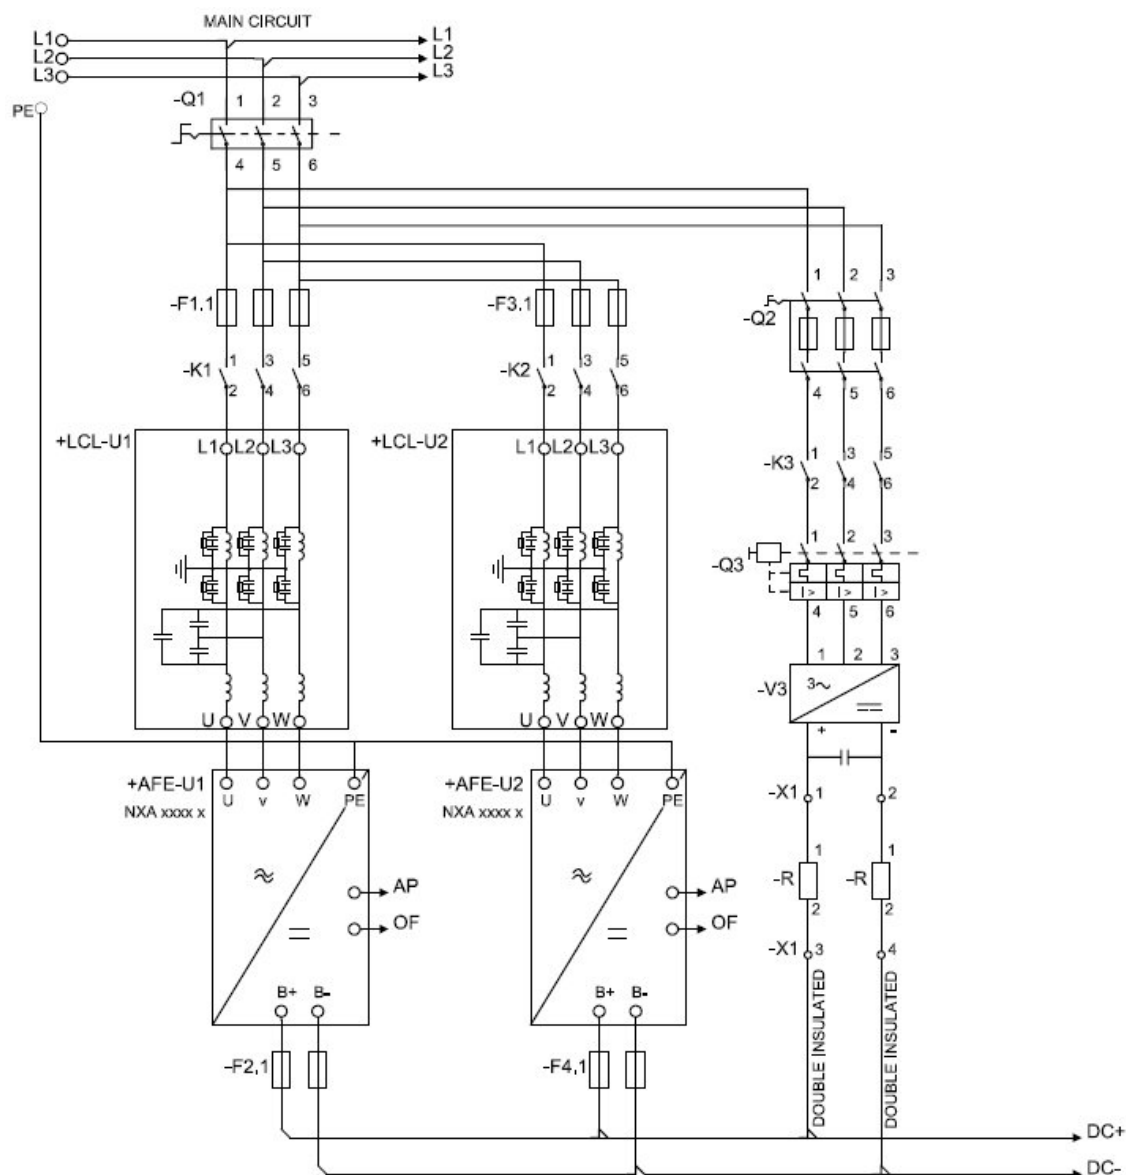 MAIN CIRCUIT
L1 L1
L2 L2
L3 L3
PE
-Q1 1 2 3
4 5 6
1 2 3
-F1.1 -F3.1 -Q2
-K1 1 3 5 -K2 1 3 5
2 4 6 2 4 6 4 5 6
+LCL-U1 L1 L2 L3 +LCL-U2 L1 L2 L3
-K3 1 3 5
2 4 6
1 2 3
-Q3
I> I> I>
4 5 6
1 2 3
-V3 3~
U V W U V W
+ -
+AFE-U1 U v W PE +AFE-U2 U v W PE
NXA xxxx x NXA xxxx x
-X1 1 2
≈ AP ≈ AP
1 1
-R -R
2 2
= OF = OF
-X1 3 4
B+ B- B+ B-
-F2,1 -F4,1
DOUBLE INSULATED
DOUBLE INSULATED
DC+
DC-